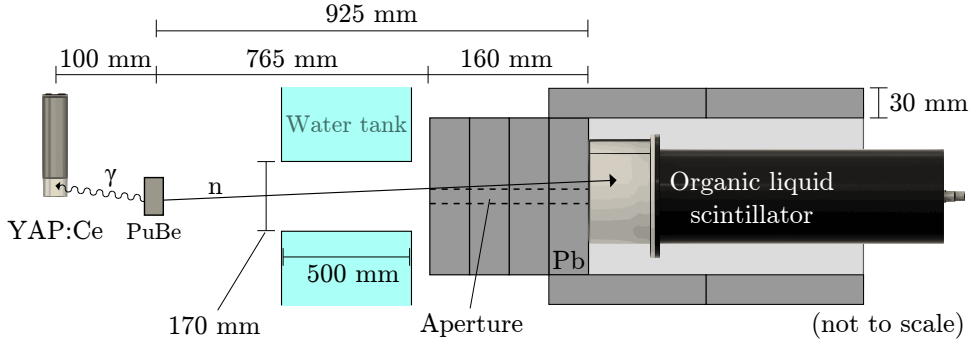 925 mm
100 mm
765 mm
160 mm
30 mm
Water tank
γ
n
Organic liquid
scintillator
YAP:Ce
PuBe
Pb
500 mm
170 mm
Aperture
(not to scale)